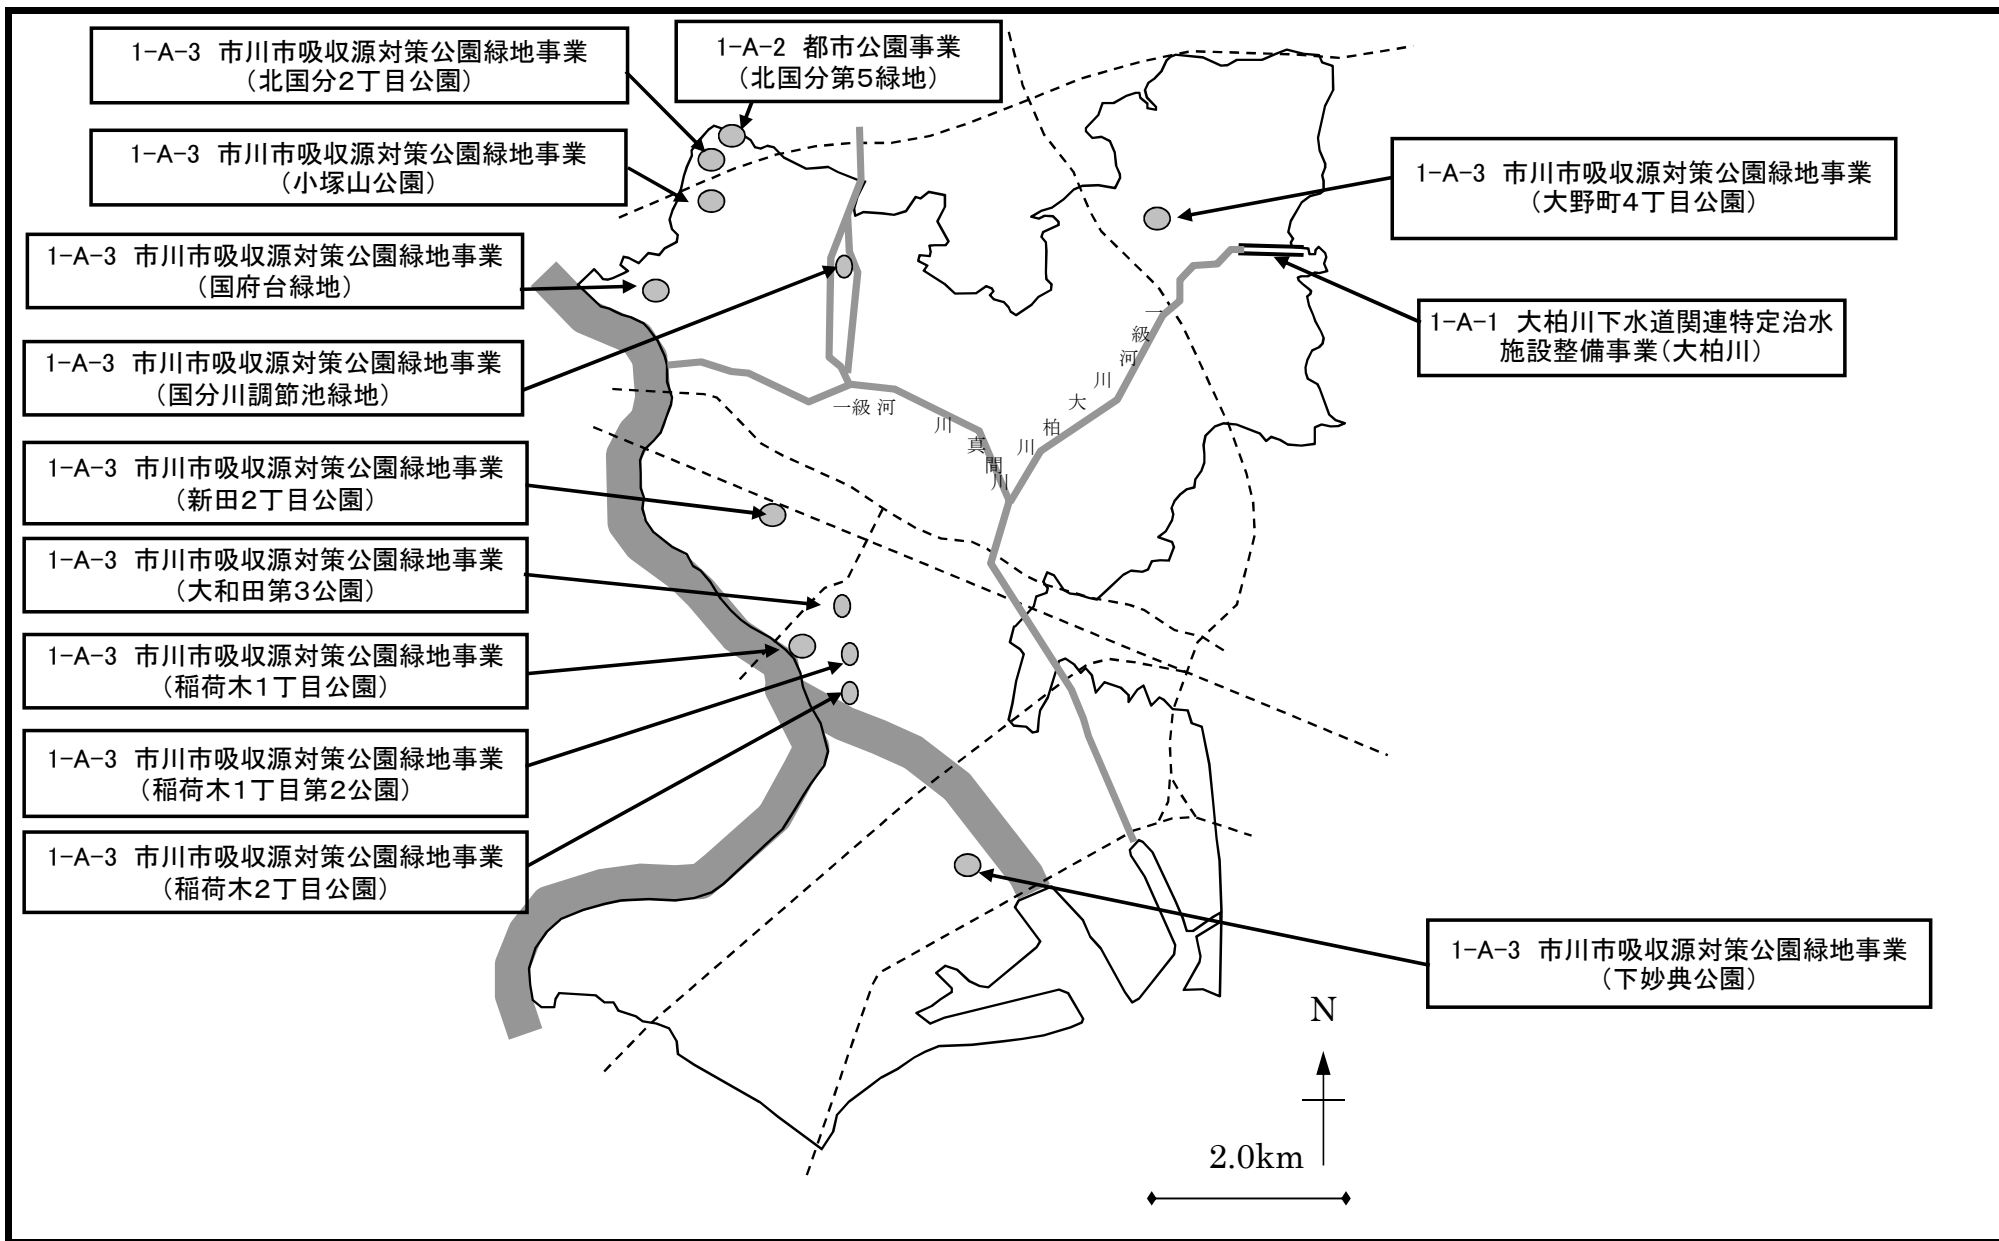 1-A-3 市川市吸収源対策公園緑地事業
（北国分2丁目公園）
1-A-2 都市公園事業
（北国分第5緑地）
1-A-3 市川市吸収源対策公園緑地事業
（小塚山公園）
1-A-3 市川市吸収源対策公園緑地事業
（大野町4丁目公園）
1-A-3 市川市吸収源対策公園緑地事業
（国府台緑地）
1-A-1 大柏川下水道関連特定治水
施設整備事業（大柏川）
1-A-3 市川市吸収源対策公園緑地事業
（国分川調節池緑地）
一級河川大柏川
一級河川真間川
1-A-3 市川市吸収源対策公園緑地事業
（新田2丁目公園）
1-A-3 市川市吸収源対策公園緑地事業
（大和田第3公園）
1-A-3 市川市吸収源対策公園緑地事業
（稲荷木1丁目公園）
1-A-3 市川市吸収源対策公園緑地事業
（稲荷木1丁目第2公園）
1-A-3 市川市吸収源対策公園緑地事業
（稲荷木2丁目公園）
1-A-3 市川市吸収源対策公園緑地事業
（下妙典公園）
N
2.0km